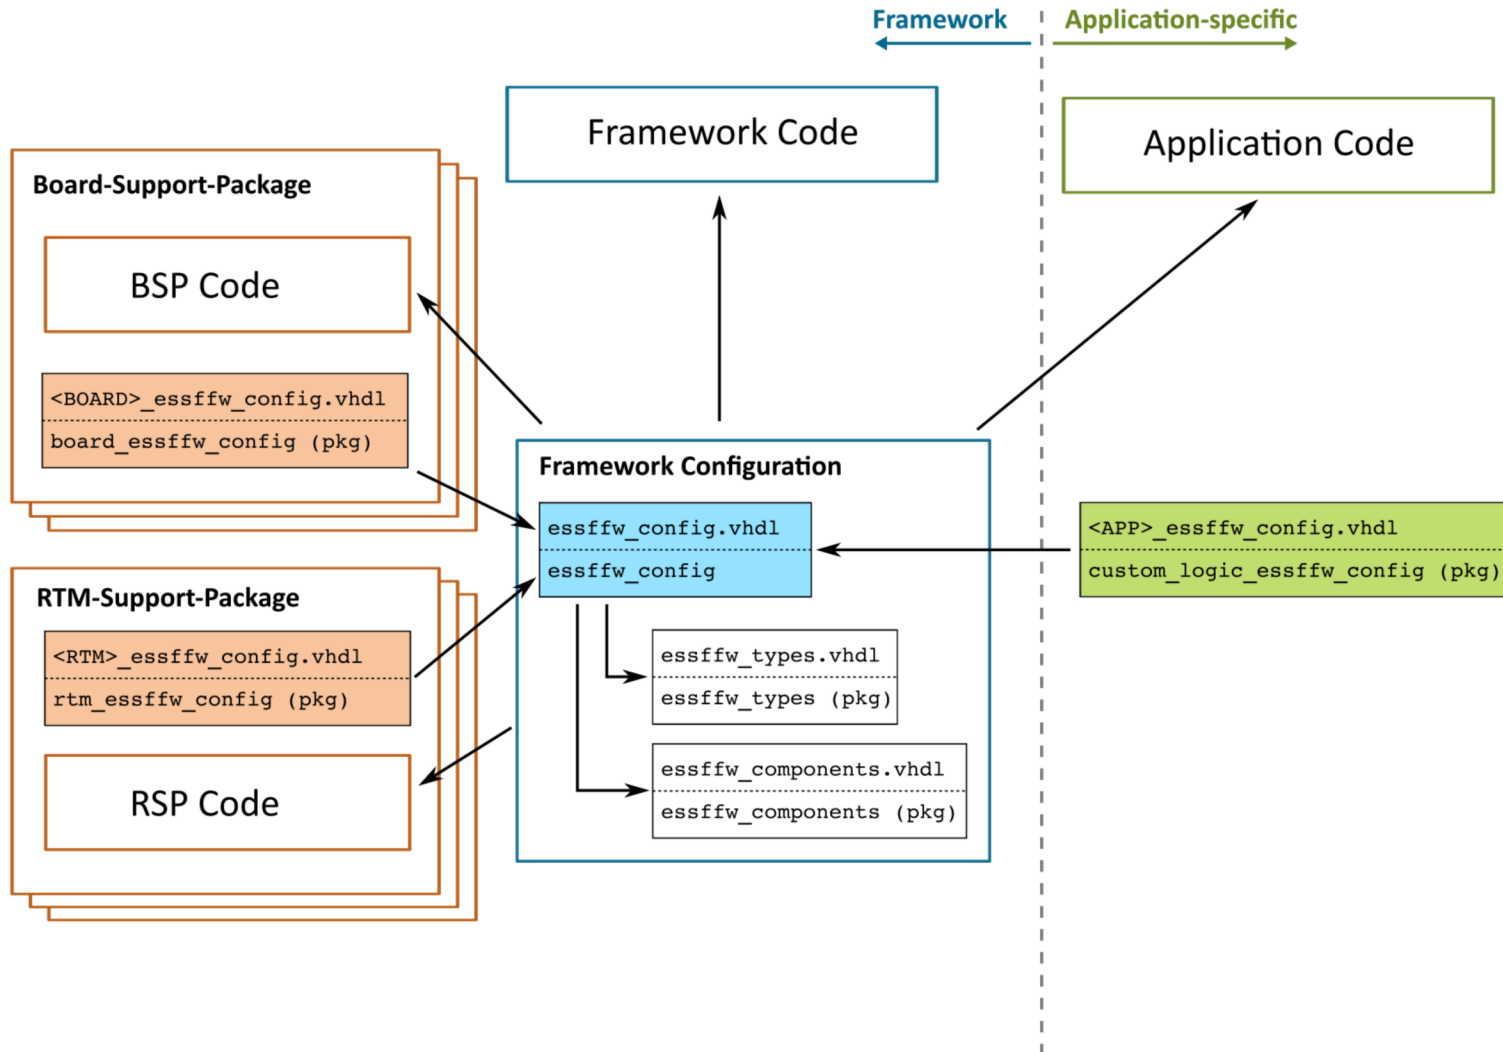 Framework
Application-specific
Framework Code
Application Code
Board-Support-Package
BSP Code
<BOARD>_essffw_config.vhdl
board_essffw_config (pkg)
Framework Configuration
essffw_config.vhdl
essffw_config
<APP>_essffw_config.vhdl
custom_logic_essffw_config (pkg)
RTM-Support-Package
<RTM>_essffw_config.vhdl
rtm_essffw_config (pkg)
essffw_types.vhdl
essffw_types (pkg)
RSP Code
essffw_components.vhdl
essffw_components (pkg)